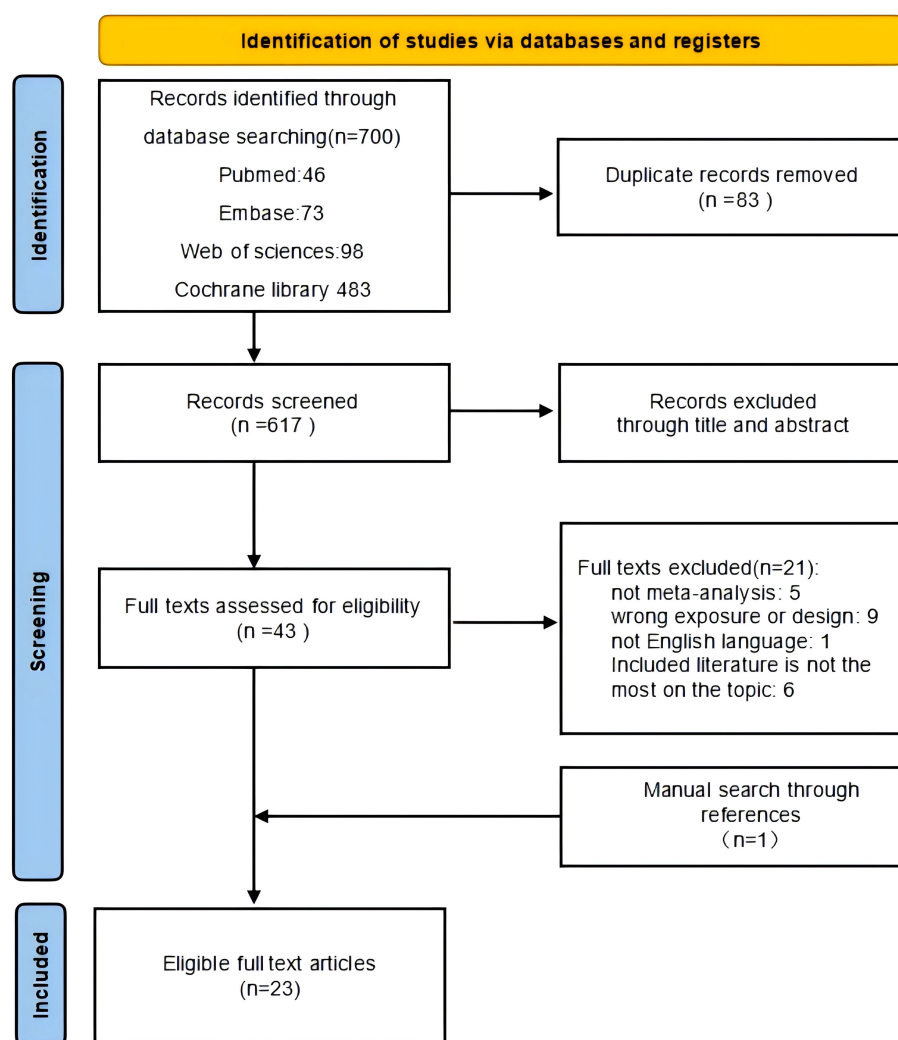 Identification of studies via databases and registers
Identification
Records identified through
database searching(n=700)
Pubmed:46
Embase:73
Web of sciences:98
Cochrane library 483
Duplicate records removed
(n =83 )
Screening
Records screened
(n =617 )
Records excluded
through title and abstract
Full texts assessed for eligibility
(n =43 )
Full texts excluded(n=21):
not meta-analysis: 5
wrong exposure or design: 9
not English language: 1
Included literature is not the
most on the topic: 6
Manual search through
references
（n=1）
Included
Eligible full text articles
(n=23)